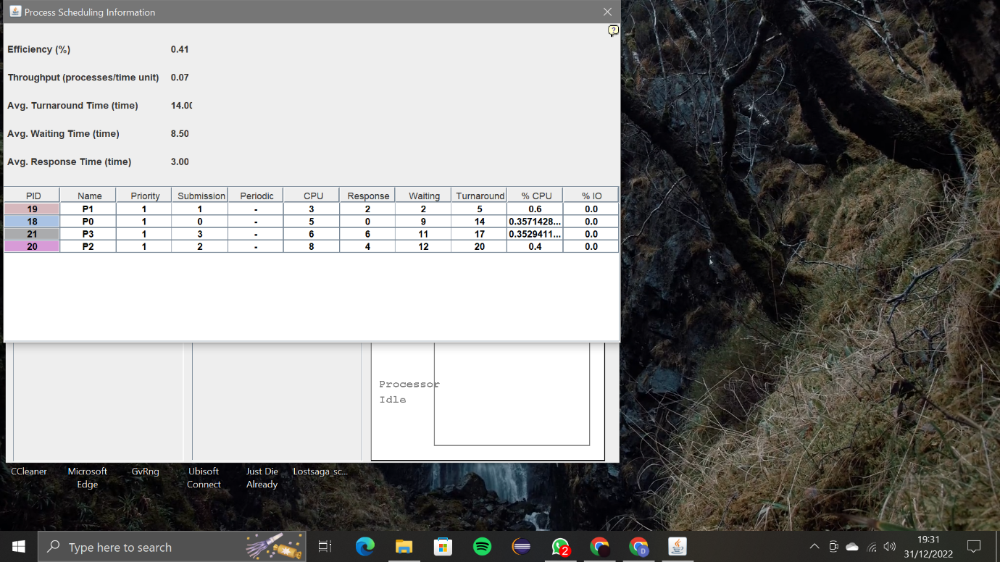 Process Scheduling Information
Efficiency (%) 0.41
Throughput (processes/time unit) 0.07
Avg. Turnaround Time (time) 14.00
Avg. Waiting Time (time) 8.50
Avg. Response Time (time) 3.00
PID Name Priority Submission Periodic CPU Response Waiting Turnaround % CPU % IO
19 P1 1 1 - 3 2 2 5 0.6 0.0
18 P0 1 0 - 5 0 9 14 0.3571428... 0.0
21 P3 1 3 - 6 6 11 17 0.3529411... 0.0
20 P2 1 2 - 8 4 12 20 0.4 0.0
Processor
Idle
CCleaner Microsoft Edge GvRng Ubisoft Connect Just Die Already Lostsaga_sc...
Type here to search
2
D
19:31
31/12/2022